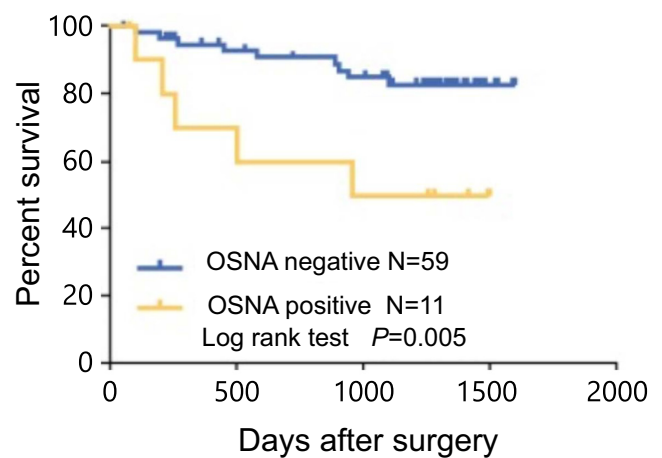 100
80
60
40
20
0
Percent survival
OSNA negative N=59
OSNA positive N=11
Log rank test P=0.005
0 500 1000 1500 2000
Days after surgery